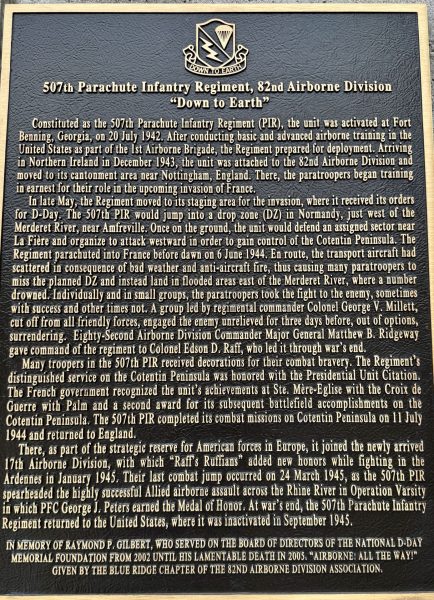 DOWN TO EARTH
507th Parachute Infantry Regiment, 82nd Airborne Division
"Down to Earth"
Constituted as the 507th Parachute Infantry Regiment (PIR), the unit was activated at Fort
Benning, Georgia, on 20 July 1942. After conducting basic and advanced airborne training in the
United States as part of the 1st Airborne Brigade, the Regiment prepared for deployment. Arriving
in Northern Ireland in December 1943, the unit was attached to the 82nd Airborne Division and
moved to its cantonment area near Nottingham, England. There, the paratroopers began training
in earnest for their role in the upcoming invasion of France.
In late May, the Regiment moved to its staging area for the invasion, where it received its orders
for D-Day. The 507th PIR would jump into a drop zone (DZ) in Normandy, just west of the
Merderet River, near Amfreville. Once on the ground, the unit would defend an assigned sector near
La Fière and organize to attack westward in order to gain control of the Cotentin Peninsula. The
Regiment parachuted into France before dawn on 6 June 1944. En route, the transport aircraft had
scattered in consequence of bad weather and anti-aircraft fire, thus causing many paratroopers to
miss the planned DZ and instead land in flooded areas east of the Merderet River, where a number
drowned. Individually and in small groups, the paratroopers took the fight to the enemy, sometimes
with success and other times not. A group led by regimental commander Colonel George V. Millett,
cut off from all friendly forces, engaged the enemy unrelieved for three days before, out of options,
surrendering. Eighty-Second Airborne Division Commander Major General Matthew B. Ridgeway
gave command of the regiment to Colonel Edson D. Raff, who led it through war's end.
Many troopers in the 507th PIR received decorations for their combat bravery. The Regiment's
distinguished service on the Cotentin Peninsula was honored with the Presidential Unit Citation.
The French government recognized the unit's achievements at Ste. Mère-Eglise with the Croix de
Guerre with Palm and a second award for its subsequent battlefield accomplishments on the
Cotentin Peninsula. The 507th PIR completed its combat missions on Cotentin Peninsula on 11 July
1944 and returned to England.
There, as part of the strategic reserve for American forces in Europe, it joined the newly arrived
17th Airborne Division, with which "Raff's Ruffians" added new honors while fighting in the
Ardennes in January 1945. Their last combat jump occurred on 24 March 1945, as the 507th PIR
spearheaded the highly successful Allied airborne assault across the Rhine River in Operation Varsity
in which PFC George J. Peters earned the Medal of Honor. At war's end, the 507th Parachute Infantry
Regiment returned to the United States, where it was inactivated in September 1945.
IN MEMORY OF RAYMOND P. GILBERT, WHO SERVED ON THE BOARD OF DIRECTORS OF THE NATIONAL D-DAY
MEMORIAL FOUNDATION FROM 2002 UNTIL HIS LAMENTABLE DEATH IN 2005. "AIRBORNE: ALL THE WAY!"
GIVEN BY THE BLUE RIDGE CHAPTER OF THE 82ND AIRBORNE DIVISION ASSOCIATION.